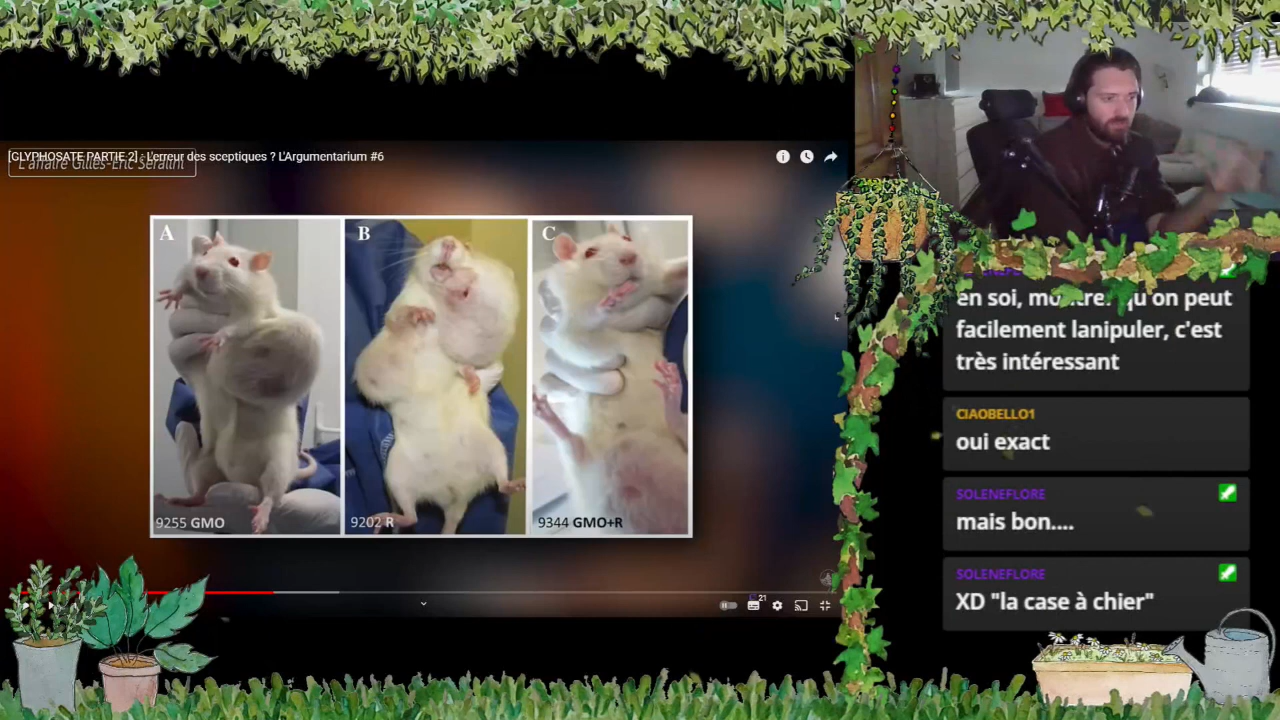 [GLYPHOSATE PARTIE 2] : L'erreur des sceptiques ? L'Argumentarium #6
L'affaire Gilles-Eric Séralini
A
B
C
9255 GMO
9202 R
9344 GMO+R
21
en soi, montrer qu'on peut
facilement lanipuler, c'est
très intéressant
CIAOBELLO1
oui exact
SOLENEFLORE
mais bon....
SOLENEFLORE
XD "la case à chier"